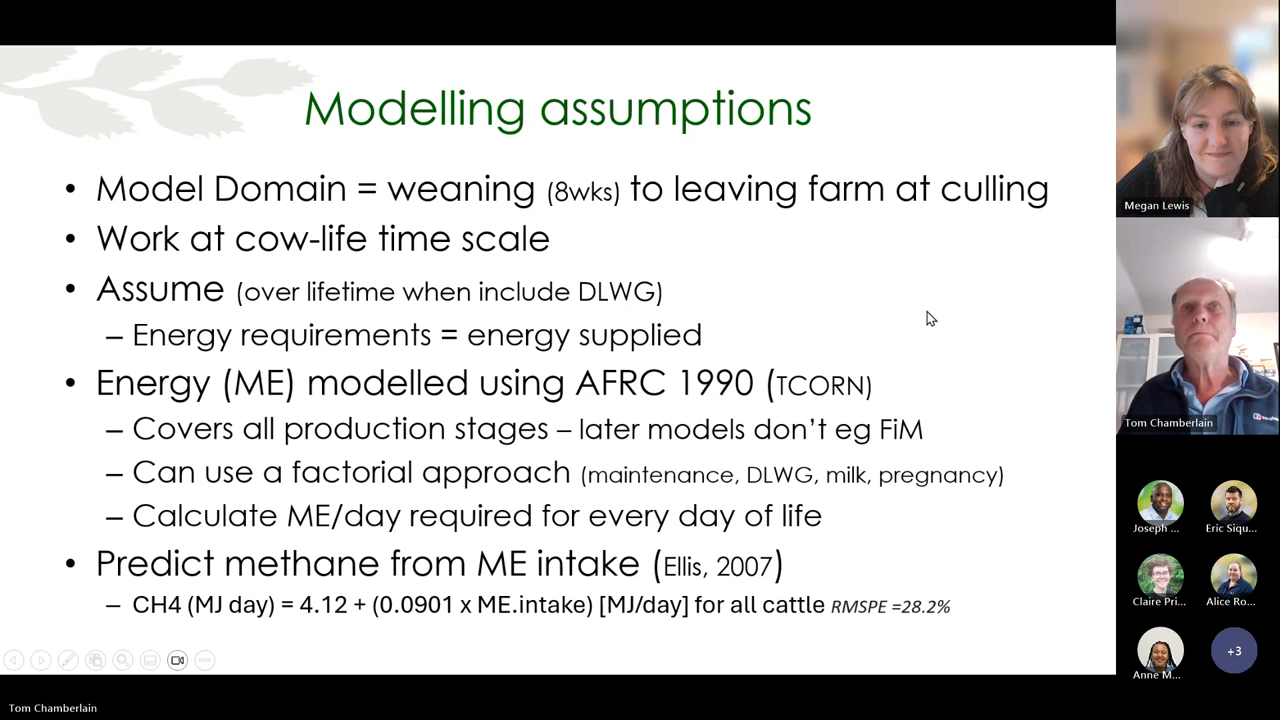 Modelling assumptions
• Model Domain = weaning (8wks) to leaving farm at culling
• Work at cow-life time scale
• Assume (over lifetime when include DLWG)
– Energy requirements = energy supplied
• Energy (ME) modelled using AFRC 1990 (TCORN)
– Covers all production stages – later models don't eg FiM
– Can use a factorial approach (maintenance, DLWG, milk, pregnancy)
– Calculate ME/day required for every day of life
• Predict methane from ME intake (Ellis, 2007)
– CH4 (MJ day) = 4.12 + (0.0901 x ME.intake) [MJ/day] for all cattle RMSPE =28.2%
Megan Lewis
Tom Chamberlain
Joseph ...
Eric Siqu...
Claire Pri...
Alice Ro...
Anne M...
+3
Tom Chamberlain